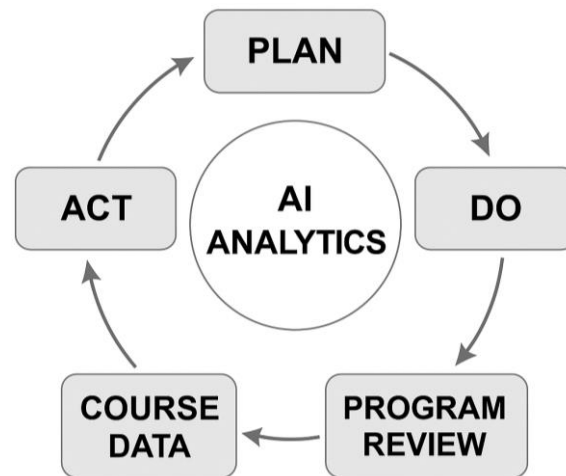 PLAN
DO
PROGRAM
REVIEW
COURSE
DATA
ACT
AI
ANALYTICS